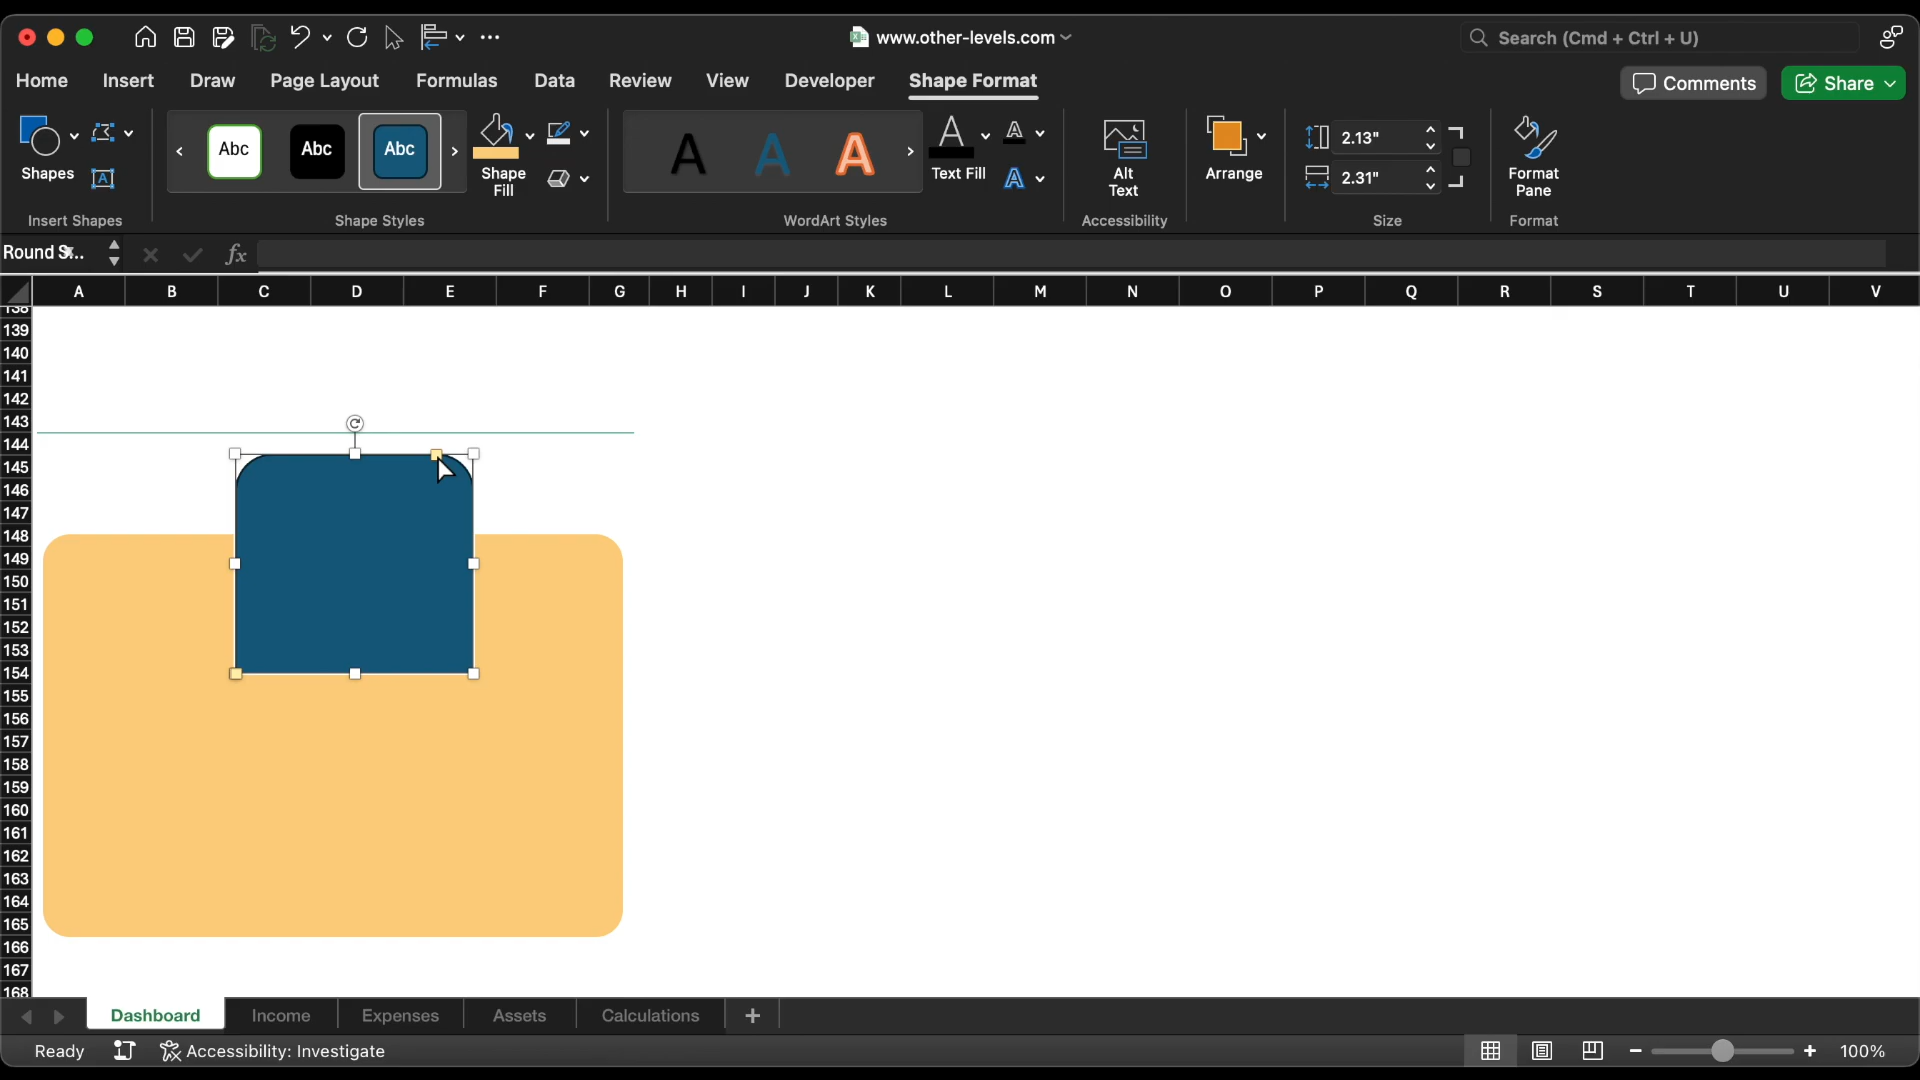 www.other-levels.com
Search (Cmd + Ctrl + U)
Home Insert Draw Page Layout Formulas Data Review View Developer Shape Format
Comments Share
Shapes
Insert Shapes
Abc Abc Abc
Shape Fill
Shape Styles
A A A
Text Fill
WordArt Styles
Alt Text
Accessibility
Arrange
2.13"
2.31"
Size
Format Pane
Format
Round S...
fx
A B C D E F G H I J K L M N O P Q R S T U V
138
139
140
141
142
143
144
145
146
147
148
149
150
151
152
153
154
155
156
157
158
159
160
161
162
163
164
165
166
167
168
Dashboard Income Expenses Assets Calculations +
Ready Accessibility: Investigate 100%